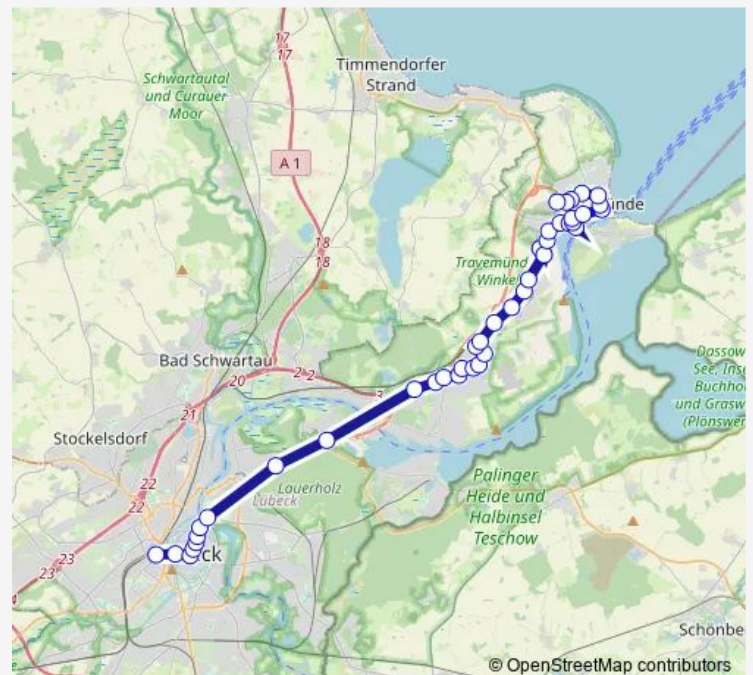 17
17
Timmendorfer
Strand
Schwartautal
und Curauer
Moor
A 1
ünde
18
18
Travemünd
Winkel
Bad Schwartau
20
2 2
3
21
Dassow
See, Inse
Buchho
und Grasw
(Plönswer
Stockelsdorf
22
22
Lauerholz
Lübeck
Palinger
Heide und
Halbinsel
Teschow
23
23
ck
Schönbe
© OpenStreetMap contributors